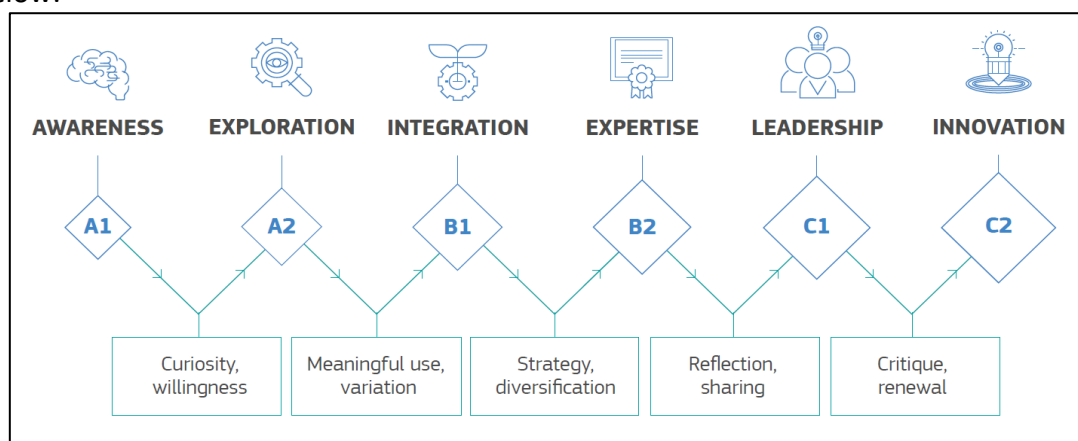 AWARENESS
EXPLORATION
INTEGRATION
EXPERTISE
LEADERSHIP
INNOVATION
A1
A2
B1
B2
C1
C2
Curiosity,
willingness
Meaningful use,
variation
Strategy,
diversification
Reflection,
sharing
Critique,
renewal